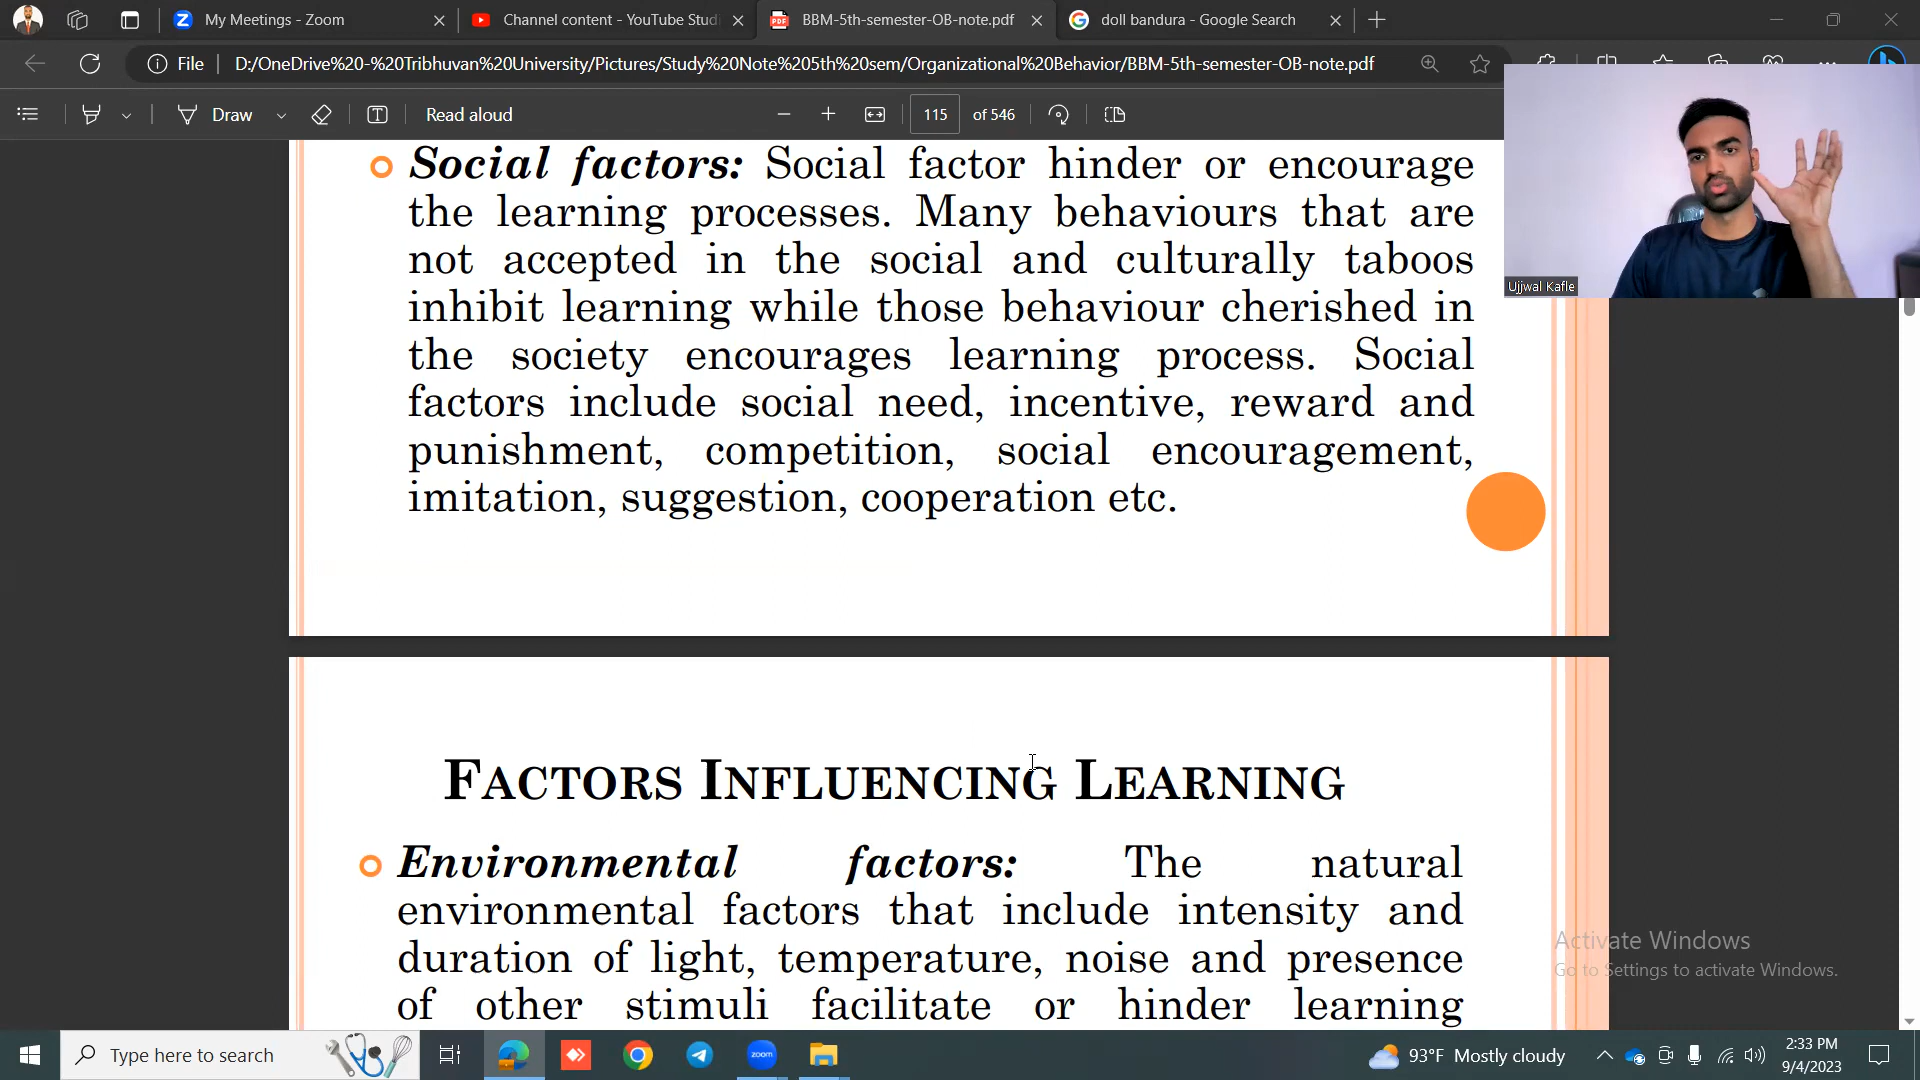 My Meetings - Zoom
Channel content - YouTube Stud
BBM-5th-semester-OB-note.pdf
doll bandura - Google Search
File
D:/OneDrive%20-%20Tribhuvan%20University/Pictures/Study%20Note%205th%20sem/Organizational%20Behavior/BBM-5th-semester-OB-note.pdf
Draw
Read aloud
115 of 546
Social factors: Social factor hinder or encourage
the learning processes. Many behaviours that are
not accepted in the social and culturally taboos
inhibit learning while those behaviour cherished in
the society encourages learning process. Social
factors include social need, incentive, reward and
punishment, competition, social encouragement,
imitation, suggestion, cooperation etc.
Ujjwal Kafle
FACTORS INFLUENCING LEARNING
Environmental factors: The natural
environmental factors that include intensity and
duration of light, temperature, noise and presence
of other stimuli facilitate or hinder learning
Activate Windows
Go to Settings to activate Windows.
Type here to search
zoom
93°F Mostly cloudy
2:33 PM
9/4/2023